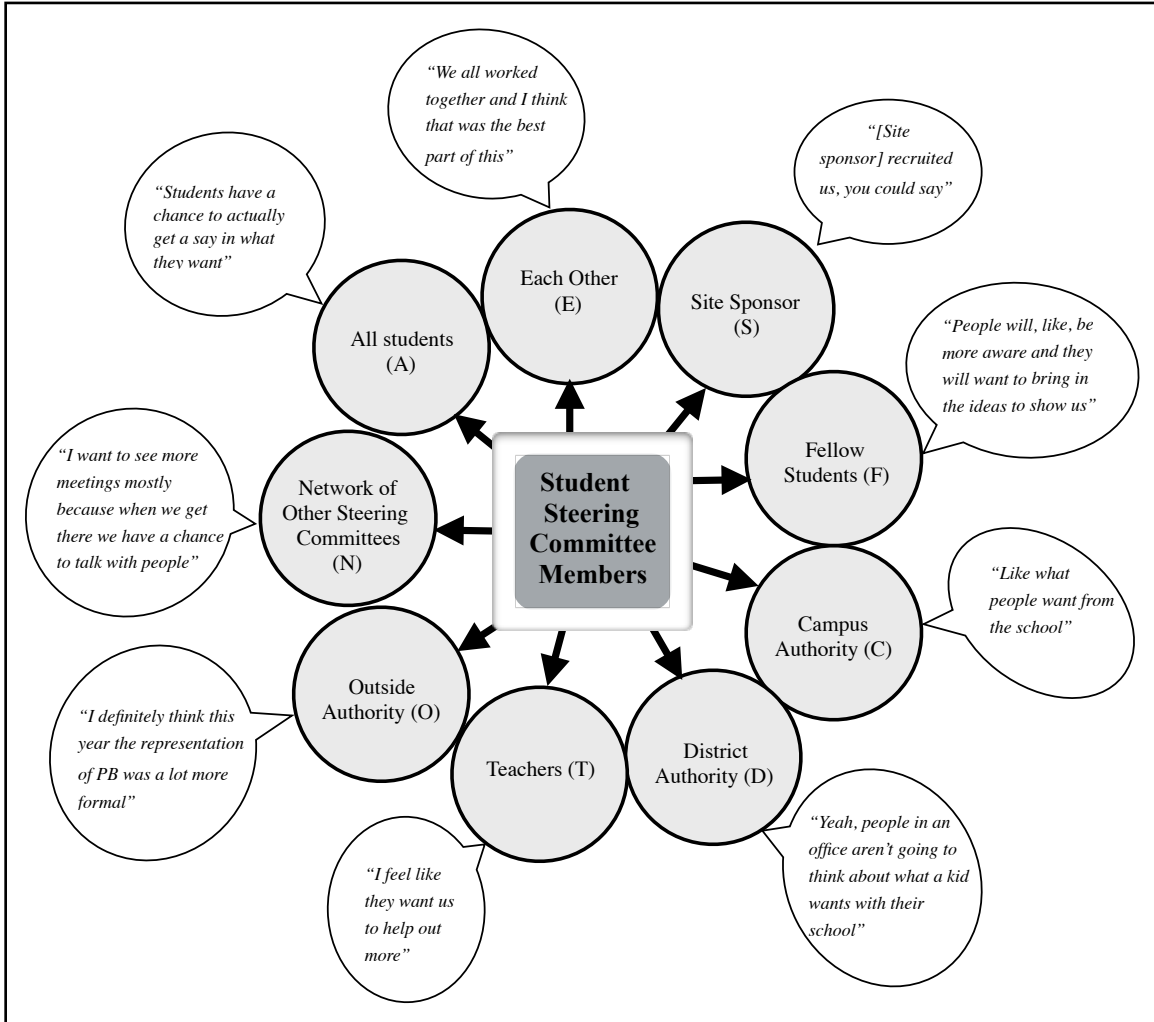 “We all worked
together and I think
that was the best
part of this”
“[Site
sponsor] recruited
us, you could say”
“Students have a
chance to actually
get a say in what
they want”
Each Other
(E)
Site Sponsor
(S)
All students
(A)
“People will, like, be
more aware and they
will want to bring in
the ideas to show us”
“I want to see more
meetings mostly
because when we get
there we have a chance
to talk with people”
Network of
Other Steering
Committees
(N)
Student
Steering
Committee
Members
Fellow
Students (F)
“Like what
people want from
the school”
Campus
Authority (C)
Outside
Authority (O)
“I definitely think this
year the representation
of PB was a lot more
formal”
Teachers (T)
District
Authority (D)
“I feel like
they want us
to help out
more”
“Yeah, people in an
office aren’t going to
think about what a kid
wants with their
school”